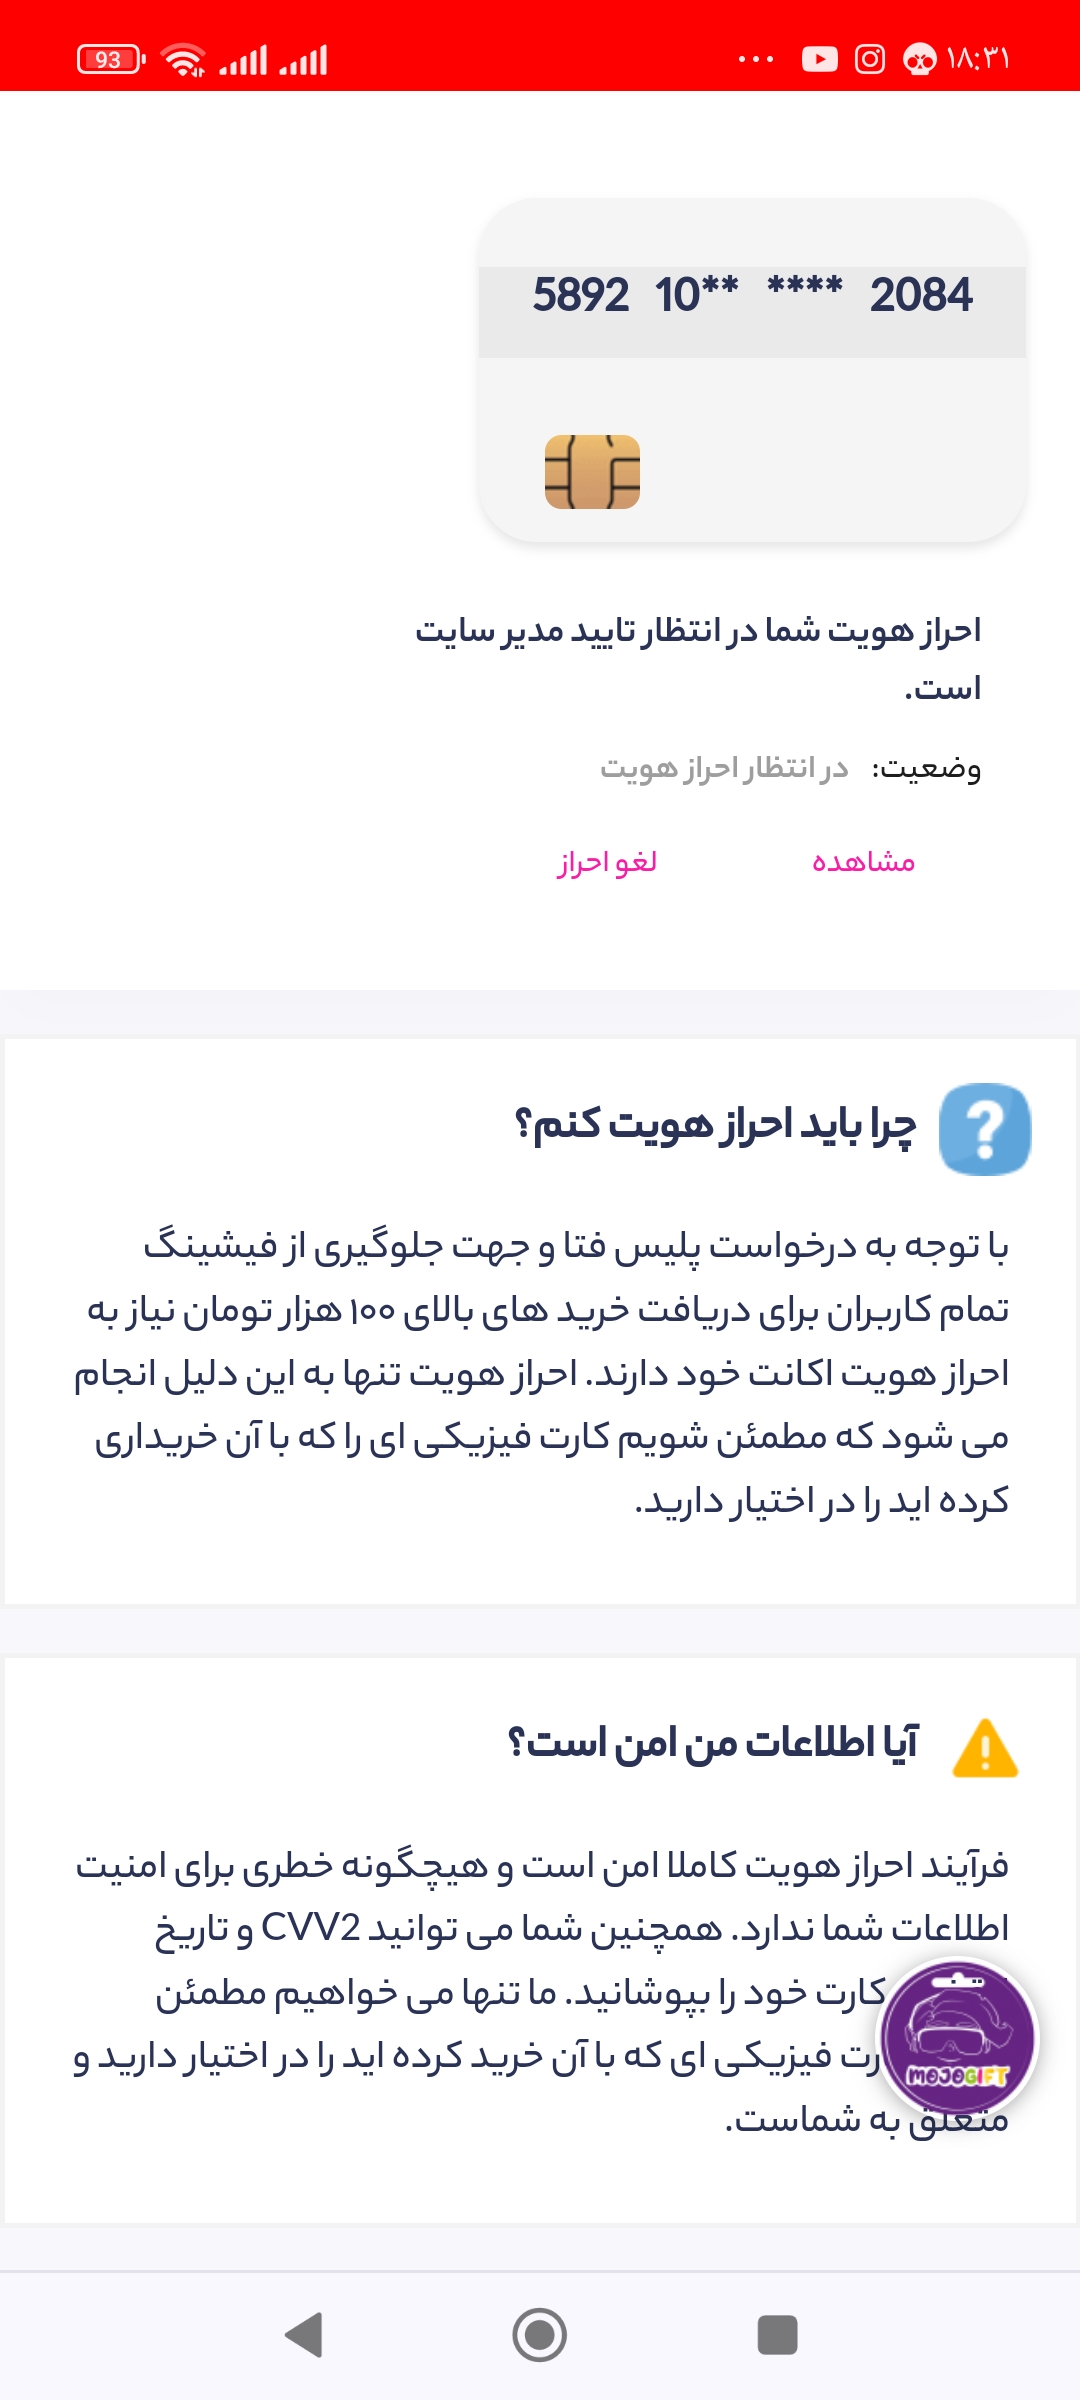 93
۱۸:۳۱
5892 10** **** 2084
احراز هویت شما در انتظار تایید مدیر سایت
است.
وضعیت: در انتظار احراز هویت
مشاهده لغو احراز
چرا باید احراز هویت کنم؟
با توجه به درخواست پلیس فتا و جهت جلوگیری از فیشینگ
تمام کاربران برای دریافت خرید های بالای ۱۰۰ هزار تومان نیاز به
احراز هویت اکانت خود دارند. احراز هویت تنها به این دلیل انجام
می شود که مطمئن شویم کارت فیزیکی ای را که با آن خریداری
کرده اید را در اختیار دارید.
آیا اطلاعات من امن است؟
فرآیند احراز هویت کاملا امن است و هیچگونه خطری برای امنیت
اطلاعات شما ندارد. همچنین شما می توانید CVV2 و تاریخ
کارت خود را بپوشانید. ما تنها می خواهیم مطمئن
فیزیکی ای که با آن خرید کرده اید را در اختیار دارید و
متعلق به شماست.
MOJOGIFT